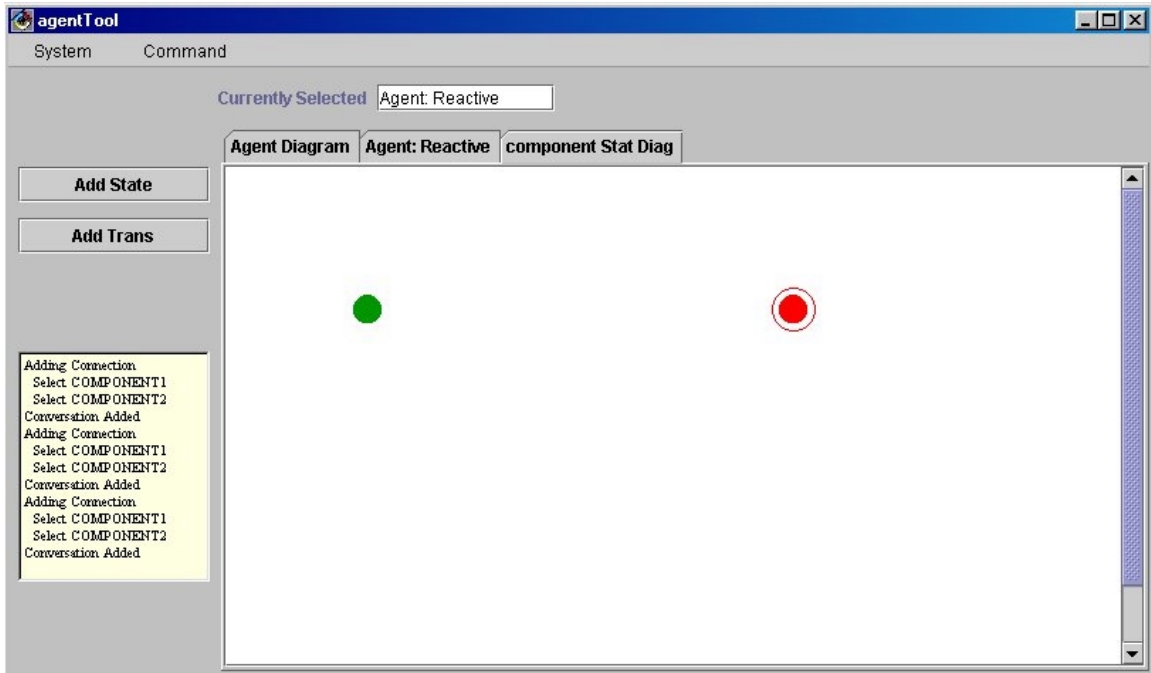 agentTool
System Command
Currently Selected Agent: Reactive
Agent Diagram Agent: Reactive component Stat Diag
Add State
Add Trans
Adding Connection
Select COMPONENT1
Select COMPONENT2
Conversation Added
Adding Connection
Select COMPONENT1
Select COMPONENT2
Conversation Added
Adding Connection
Select COMPONENT1
Select COMPONENT2
Conversation Added